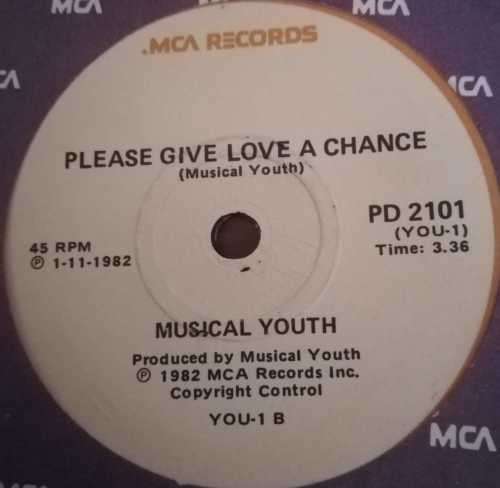 MCA
.MCA RECORDS
MCA
MCA
PLEASE GIVE LOVE A CHANCE
(Musical Youth)
PD 2101
(YOU-1)
45 RPM
Time: 3.36
℗ 1-11-1982
MUSICAL YOUTH
Produced by Musical Youth
℗ 1982 MCA Records Inc.
Copyright Control
YOU-1 B
MCA